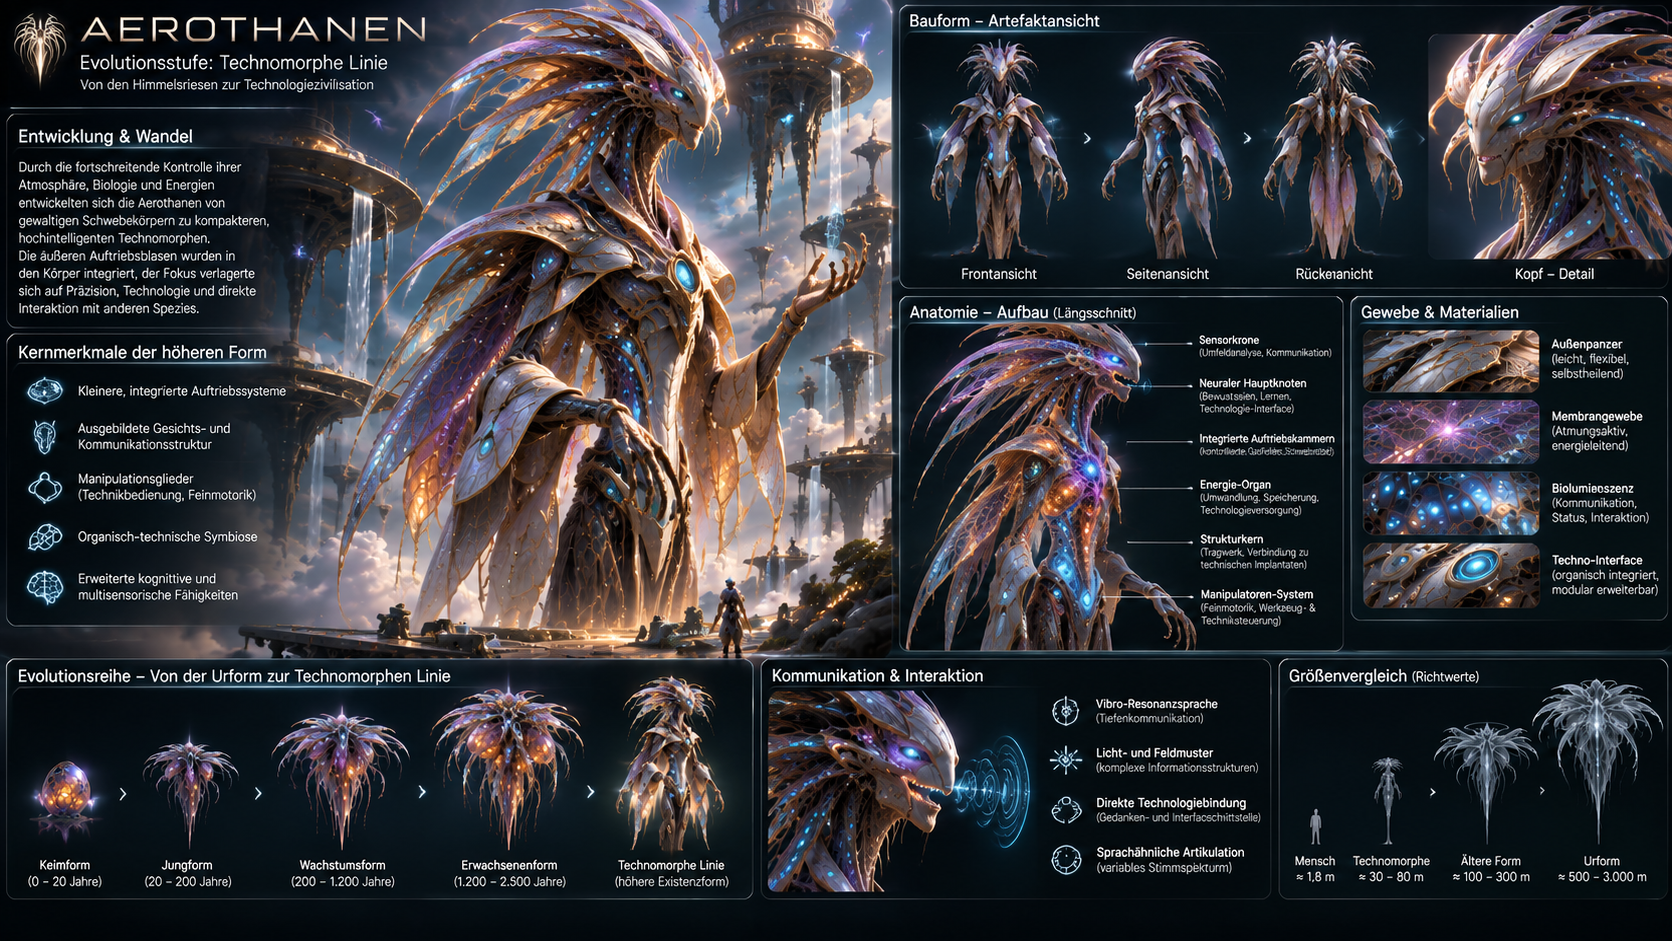 AEROTHANEN
Evolutionsstufe: Technomorphe Linie
Von den Himmelsriesen zur Technologiezivilisation
Entwicklung & Wandel
Durch die fortschreitende Kontrolle ihrer
Atmosphäre, Biologie und Energien
entwickelten sich die Aerothanen von
gewaltigen Schwebekörpern zu kompakteren,
hochintelligenten Technomorphen.
Die äußeren Auftriebsblasen wurden in
den Körper integriert, der Fokus verlagerte
sich auf Präzision, Technologie und direkte
Interaktion mit anderen Spezies.
Kernmerkmale der höheren Form
Kleinere, integrierte Auftriebssysteme
Ausgebildete Gesichts- und
Kommunikationsstruktur
Manipulationsglieder
(Technikbedienung, Feinmotorik)
Organisch-technische Symbiose
Erweiterte kognitive und
multisensorische Fähigkeiten
Bauform – Artefaktansicht
Frontansicht
Seitenansicht
Rückenanicht
Kopf – Detail
Anatomie – Aufbau (Längsschnitt)
Sensorkrone
(Umfeldanalyse, Kommunikation)
Neuraler Hauptknoten
(Bewusstsien, Lernen,
Technologie-Interface)
Integrierte Auftriebskammern
Energie-Organ
(Umwandlung, Speicherung,
Technologieversorgung)
Strukturkern
(Tragwerk, Verbindung zu
technischen Implantaten)
Manipulatoren-System
(Feinmotorik, Werkzeug- &
Techniksteuerung)
Gewebe & Materialien
Außenpanzer
(leicht, flexibel,
selbstheilend)
Membrangewebe
(Atmungsaktiv,
energieleitend)
Biolumienszenz
(Kommunikation,
Status, Interaktion)
Techno-Interface
(organisch integriert,
modular erweiterbar)
Evolutionsreihe – Von der Urform zur Technomorphen Linie
Keimform
(0 – 20 Jahre)
Jungform
(20 – 200 Jahre)
Wachstumsform
(200 – 1.200 Jahre)
Erwachsenenform
(1.200 – 2.500 Jahre)
Technomorphe Linie
(höhere Existenzform)
Kommunikation & Interaktion
Vibro-Resonanzsprache
(Tiefenkommunikation)
Licht- und Feldmuster
(komplexe Informationsstrukturen)
Direkte Technologiebindung
(Gedanken- und Interfaceschittstelle)
Sprachähnliche Artikulation
(variables Stimmspekturm)
Größenvergleich (Richtwerte)
Mensch
≈ 1,8 m
Technomorphe
≈ 30 – 80 m
Ältere Form
≈ 100 – 300 m
Urform
≈ 500 – 3.000 m